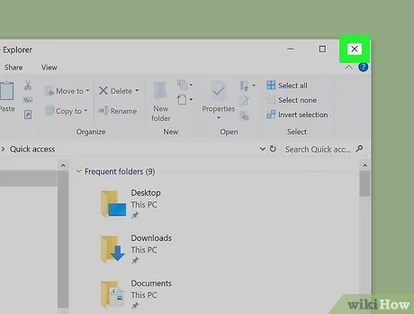 Explorer
Share View
Paste
Move to Delete
Copy to Rename
New folder
Properties
Select all
Select none
Invert selection
Organize New Open Select
Quick access
Search Quick acc...
Frequent folders (9)
Desktop
This PC
Downloads
This PC
Documents
This PC
wikiHow